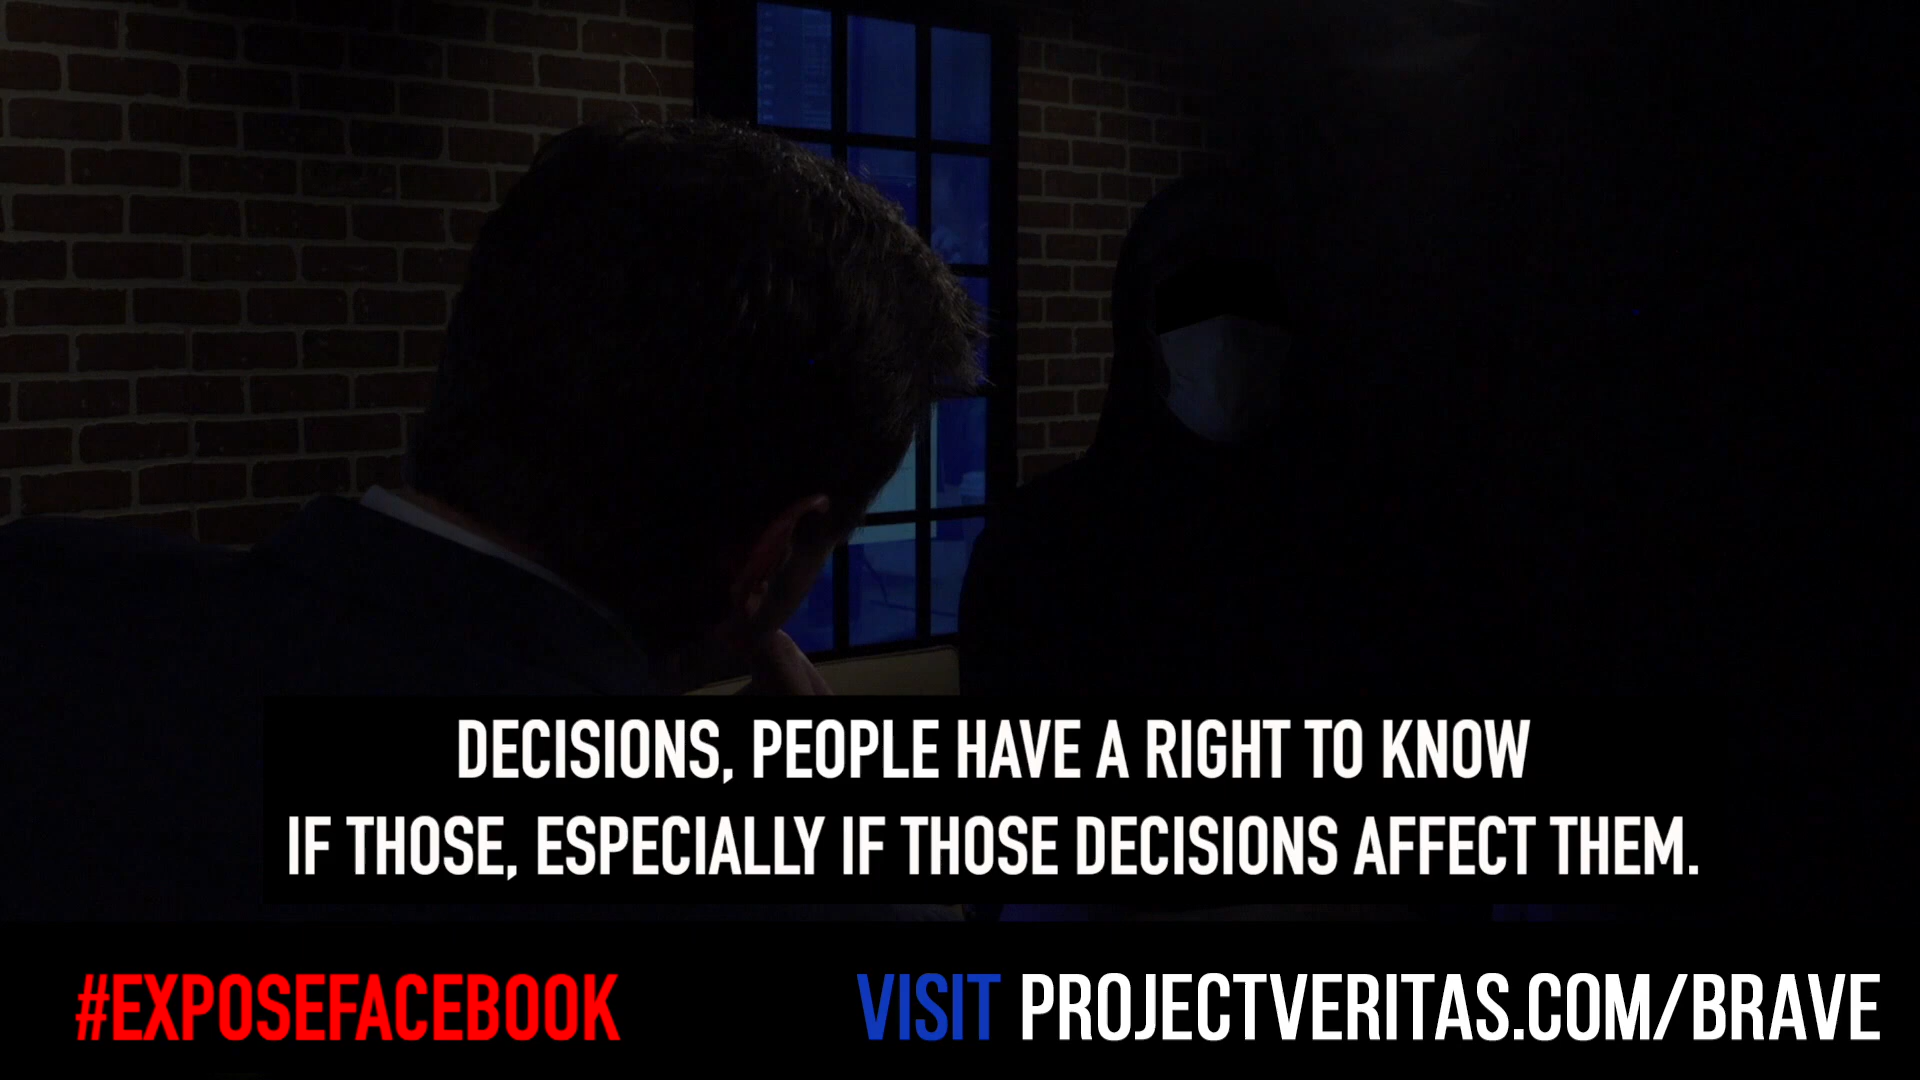 DECISIONS, PEOPLE HAVE A RIGHT TO KNOW
IF THOSE, ESPECIALLY IF THOSE DECISIONS AFFECT THEM.
#EXPOSEFACEBOOK
VISIT PROJECTVERITAS.COM/BRAVE